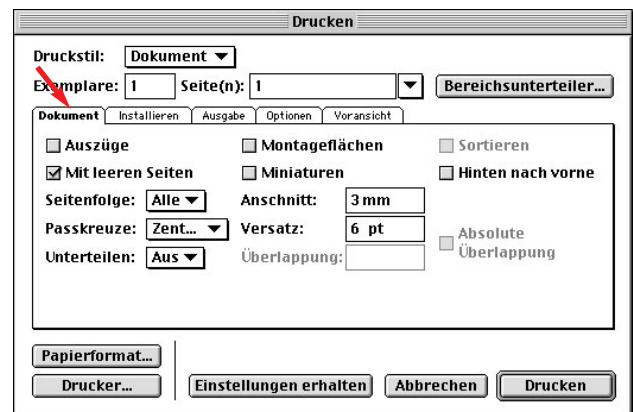 Drucken
Druckstil: Dokument
Exemplare: 1 Seite(n): 1 Bereichsunterteiler...
Dokument Installieren Ausgabe Optionen Voransicht
Auszüge Montageflächen Sortieren
Mit leeren Seiten Miniaturen Hinten nach vorne
Seitenfolge: Alle Anschnitt: 3 mm
Passkreuze: Zent... Versatz: 6 pt Absolute
Unterteilen: Aus Überlappung: Überlappung
Papierformat...
Drucker... Einstellungen erhalten Abbrechen Drucken